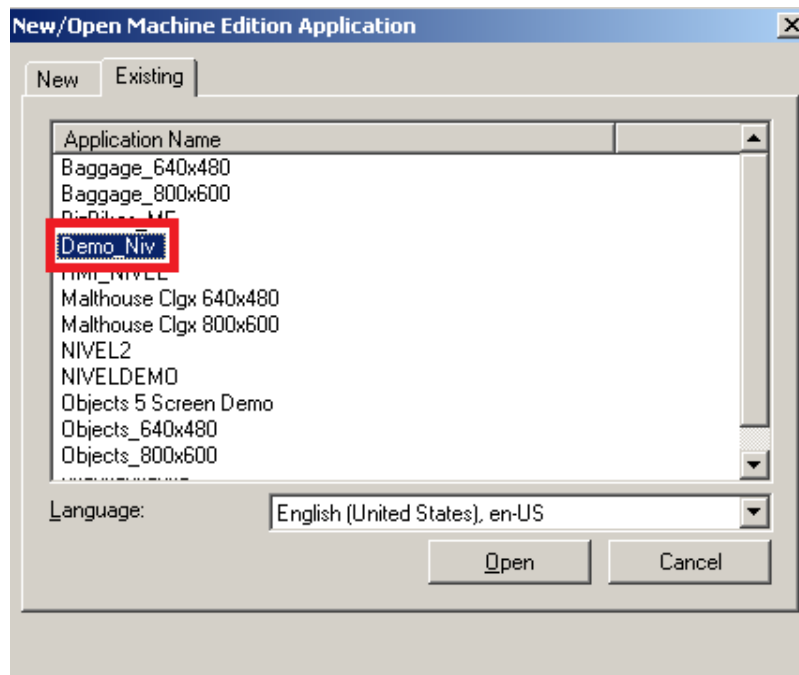 New/Open Machine Edition Application
New Existing
Application Name
Baggage_640x480
Baggage_800x600
Demo_Niv
HMI_NIVEL
Malthouse Clgx 640x480
Malthouse Clgx 800x600
NIVEL2
NIVELDEMO
Objects 5 Screen Demo
Objects_640x480
Objects_800x600
Language: English (United States), en-US
Open Cancel